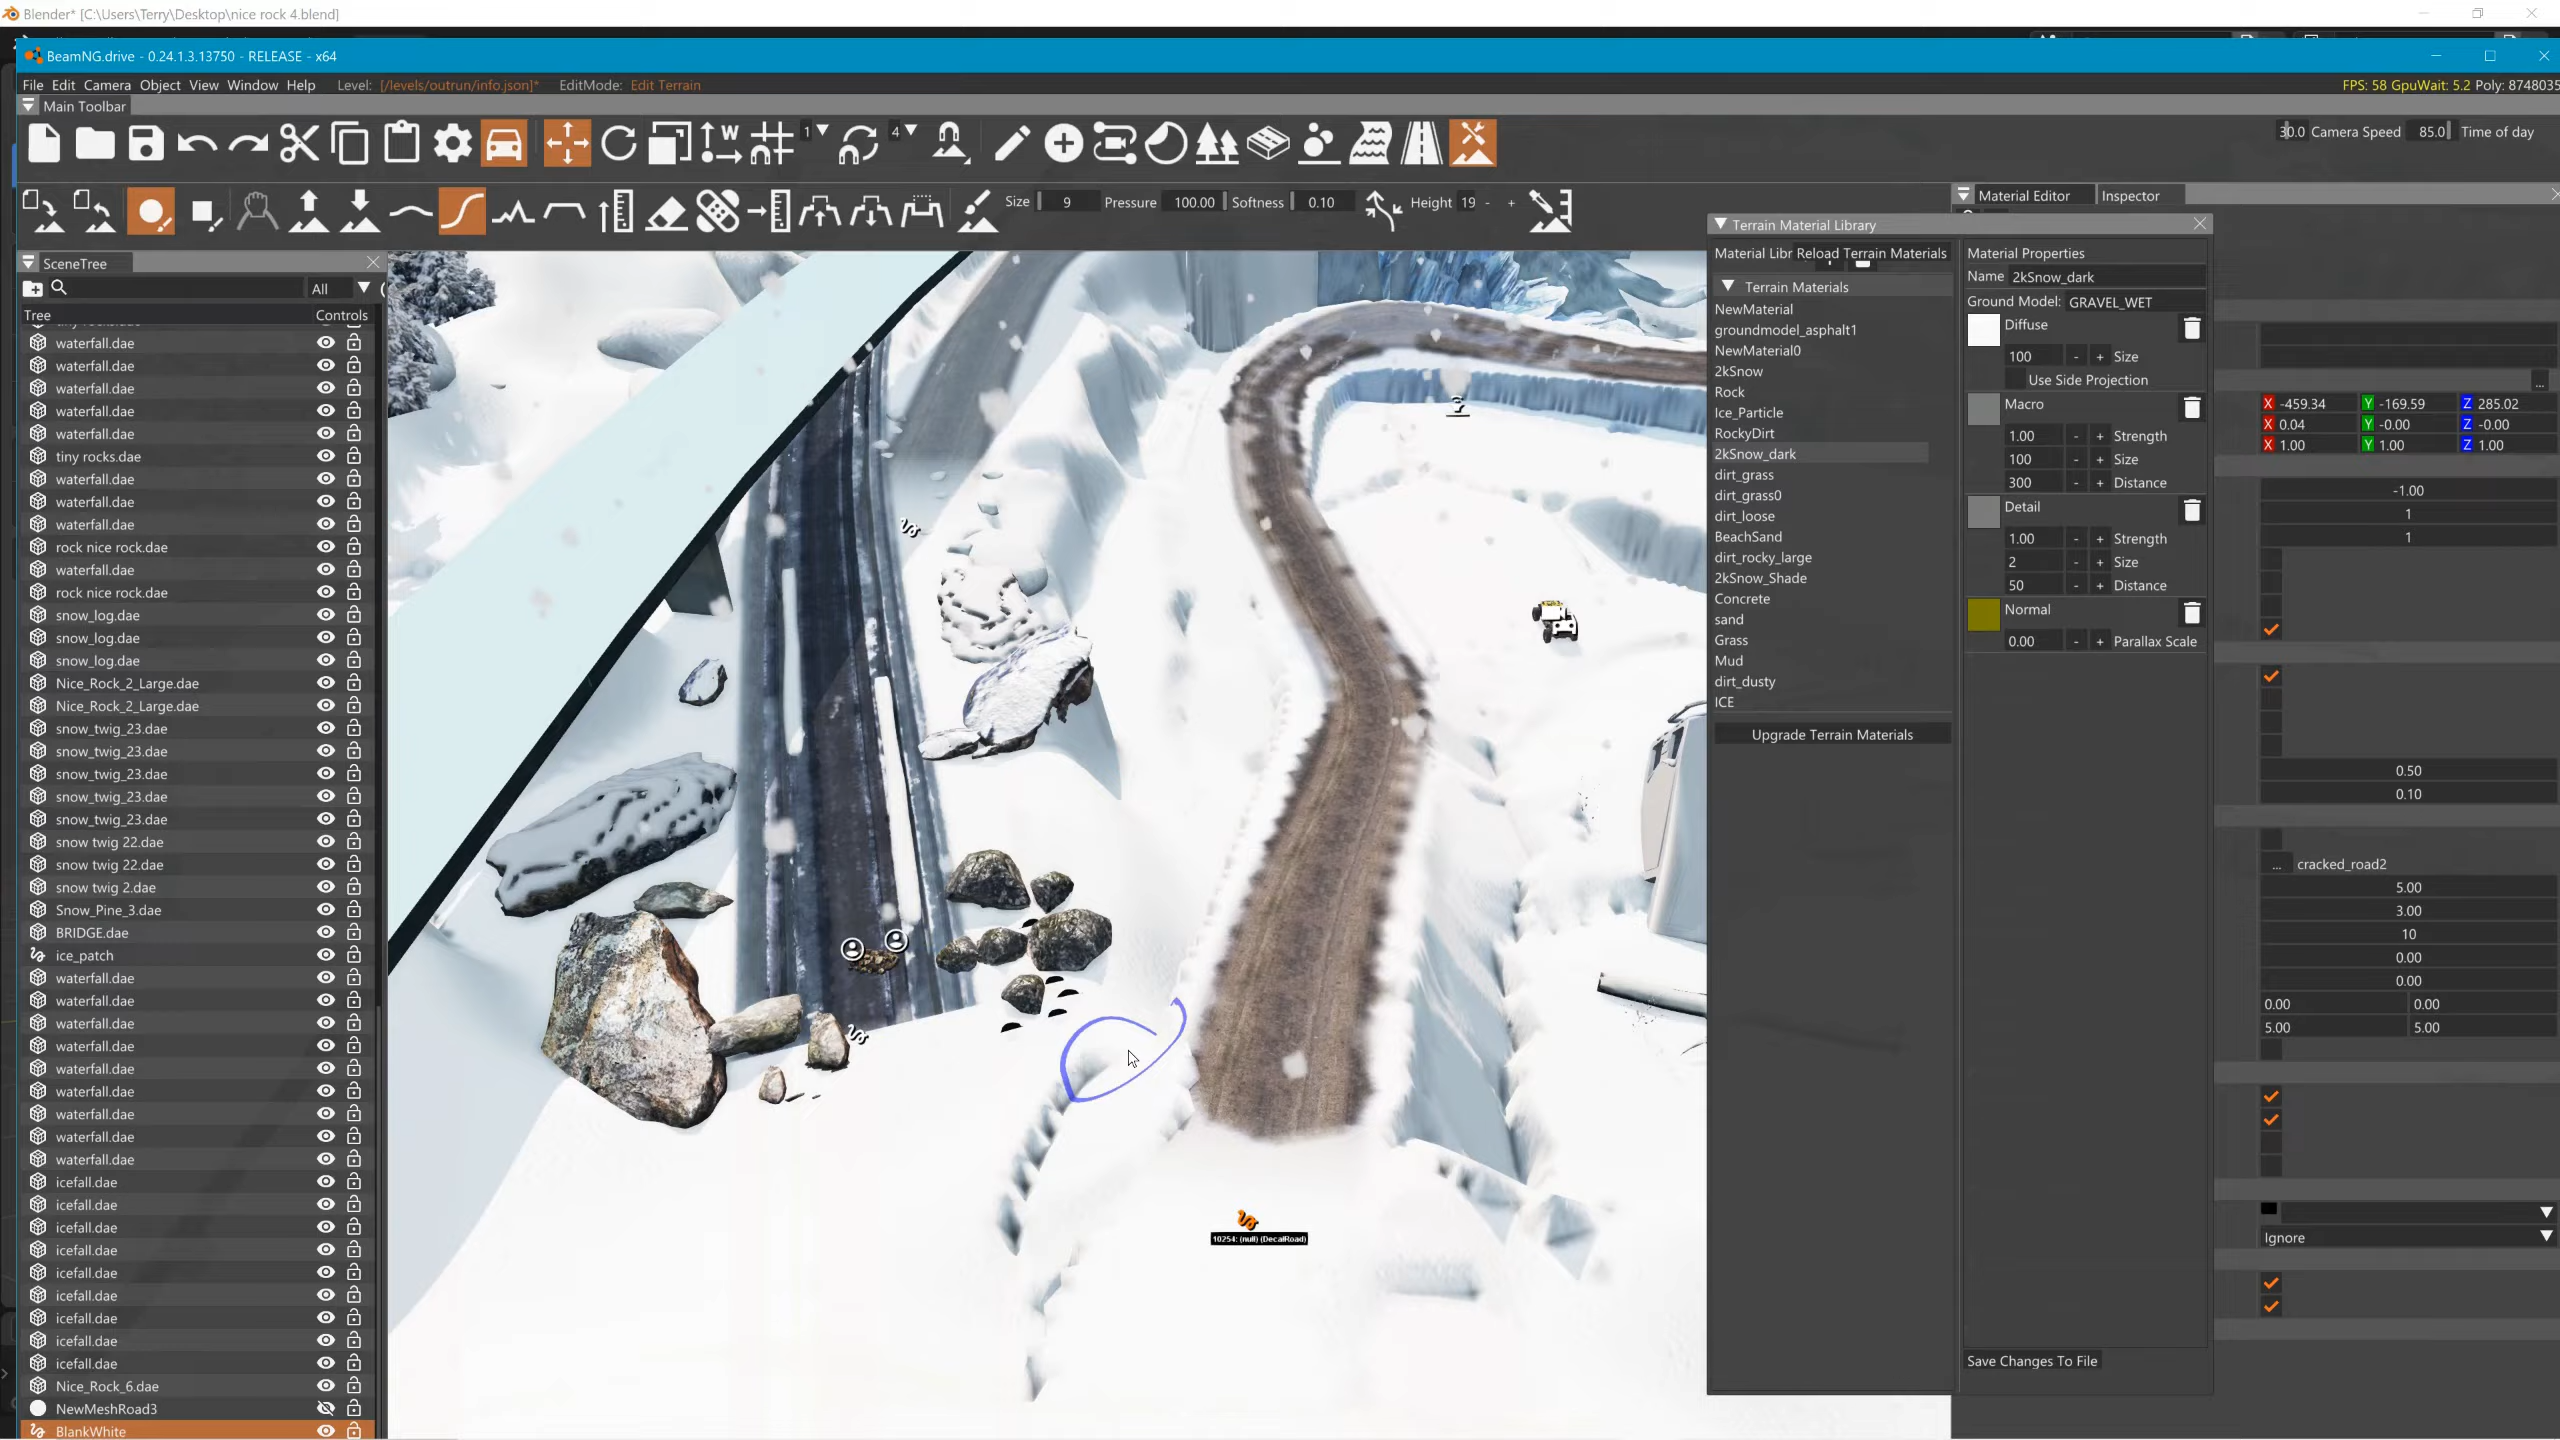 Blender* [C:\Users\Terry\Desktop\nice rock 4.blend]
BeamNG.drive - 0.24.1.3.13750 - RELEASE - x64
File Edit Camera Object View Window Help Level: [/levels/outrun/info.json]* EditMode: Edit Terrain FPS: 58 GpuWait: 5.2 Poly: 8748035
Main Toolbar
1 W 4 30.0 Camera Speed 85.0 Time of day
Size 9 Pressure 100.00 Softness 0.10 Height 19 - +
Material Editor Inspector
SceneTree
All
Tree Controls
waterfall.dae
waterfall.dae
waterfall.dae
waterfall.dae
waterfall.dae
tiny rocks.dae
waterfall.dae
waterfall.dae
waterfall.dae
rock nice rock.dae
waterfall.dae
rock nice rock.dae
snow_log.dae
snow_log.dae
snow_log.dae
Nice_Rock_2_Large.dae
Nice_Rock_2_Large.dae
snow_twig_23.dae
snow_twig_23.dae
snow_twig_23.dae
snow_twig_23.dae
snow_twig_23.dae
snow twig 22.dae
snow twig 22.dae
snow twig 2.dae
Snow_Pine_3.dae
BRIDGE.dae
ice_patch
waterfall.dae
waterfall.dae
waterfall.dae
waterfall.dae
waterfall.dae
waterfall.dae
waterfall.dae
waterfall.dae
waterfall.dae
icefall.dae
icefall.dae
icefall.dae
icefall.dae
icefall.dae
icefall.dae
icefall.dae
icefall.dae
icefall.dae
Nice_Rock_6.dae
NewMeshRoad3
BlankWhite
10254: (null) (DecalRoad)
Terrain Material Library
Material Libr Reload Terrain Materials
Terrain Materials
NewMaterial
groundmodel_asphalt1
NewMaterial0
2kSnow
Rock
Ice_Particle
RockyDirt
2kSnow_dark
dirt_grass
dirt_grass0
dirt_loose
BeachSand
dirt_rocky_large
2kSnow_Shade
Concrete
sand
Grass
Mud
dirt_dusty
ICE
Upgrade Terrain Materials
Material Properties
Name 2kSnow_dark
Ground Model: GRAVEL_WET
Diffuse
100 - + Size
Use Side Projection
Macro
1.00 - + Strength
100 - + Size
300 - + Distance
Detail
1.00 - + Strength
2 - + Size
50 - + Distance
Normal
0.00 - + Parallax Scale
Save Changes To File
...
X -459.34 Y -169.59 Z 285.02
X 0.04 Y -0.00 Z -0.00
X 1.00 Y 1.00 Z 1.00
-1.00
1
1
0.50
0.10
... cracked_road2
5.00
3.00
10
0.00
0.00
0.00 0.00
5.00 5.00
Ignore